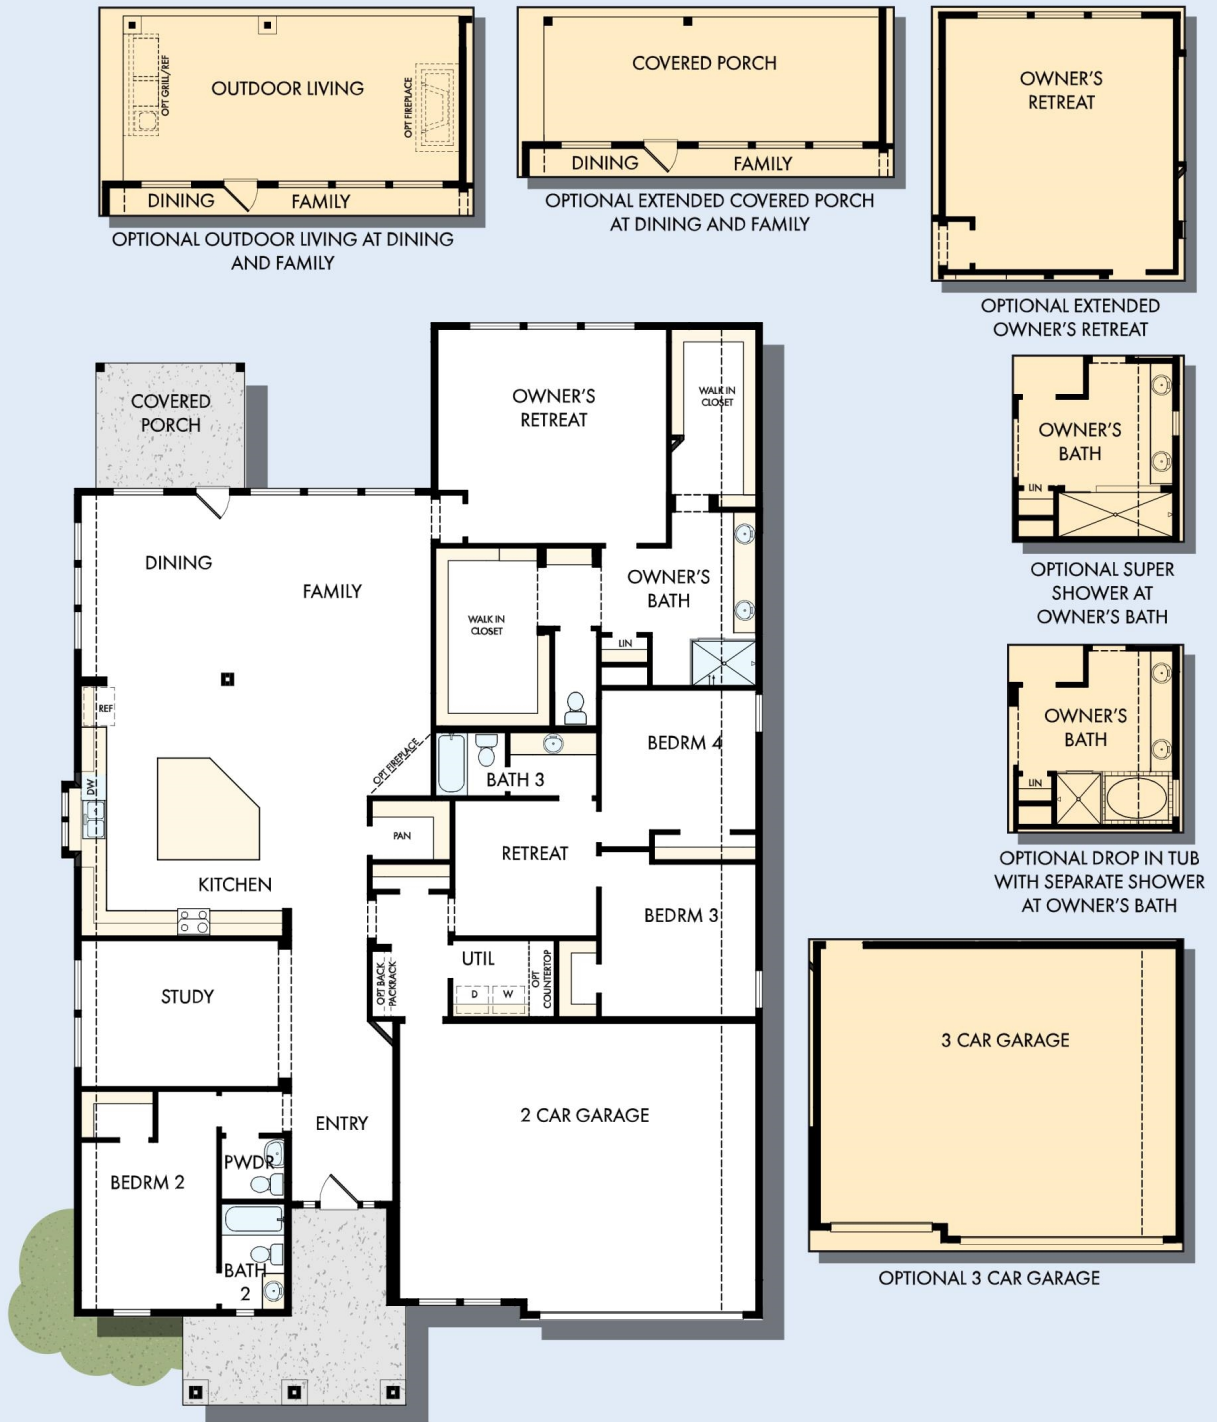 OUTDOOR LIVING
OPT GRILL/REF
OPT FIREPLACE
DINING
FAMILY
OPTIONAL OUTDOOR LIVING AT DINING
AND FAMILY
COVERED PORCH
DINING
FAMILY
OPTIONAL EXTENDED COVERED PORCH
AT DINING AND FAMILY
OWNER'S
RETREAT
OPTIONAL EXTENDED
OWNER'S RETREAT
OWNER'S
BATH
LIN
OPTIONAL SUPER
SHOWER AT
OWNER'S BATH
OWNER'S
BATH
LIN
OPTIONAL DROP IN TUB
WITH SEPARATE SHOWER
AT OWNER'S BATH
3 CAR GARAGE
OPTIONAL 3 CAR GARAGE
COVERED
PORCH
OWNER'S
RETREAT
WALK IN
CLOSET
DINING
FAMILY
OWNER'S
BATH
WALK IN
CLOSET
LIN
REF
OPT FIREPLACE
BEDRM 4
BATH 3
DW
PAN
RETREAT
KITCHEN
BEDRM 3
UTIL
OPT BACK
PACKRACK
D
W
OPT
COUNTERTOP
STUDY
2 CAR GARAGE
ENTRY
PWDR
BEDRM 2
BATH
2